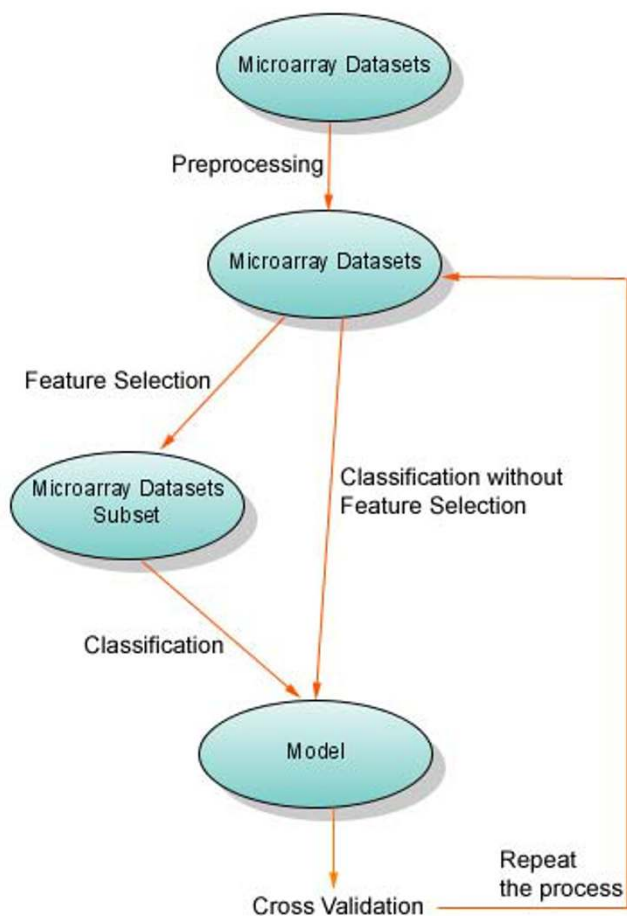 Microarray Datasets
Preprocessing
Microarray Datasets
Feature Selection
Classification without
Feature Selection
Microarray Datasets
Subset
Classification
Model
Repeat
the process
Cross Validation